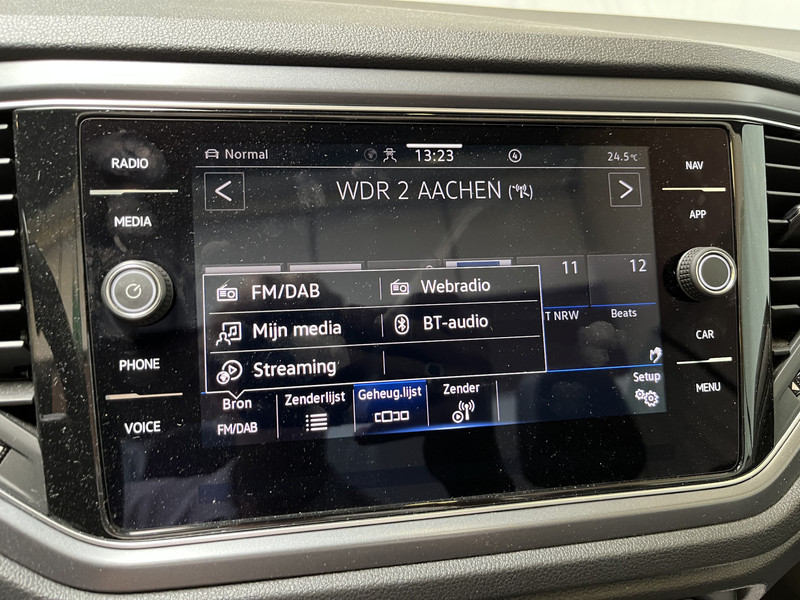 RADIO
MEDIA
PHONE
VOICE
Normal
13:23
4
24.5°C
WDR 2 AACHEN
FM/DAB
Webradio
Mijn media
BT-audio
Streaming
11
12
T NRW
Beats
Bron
FM/DAB
Zenderlijst
Geheug.lijst
Zender
Setup
NAV
APP
CAR
MENU